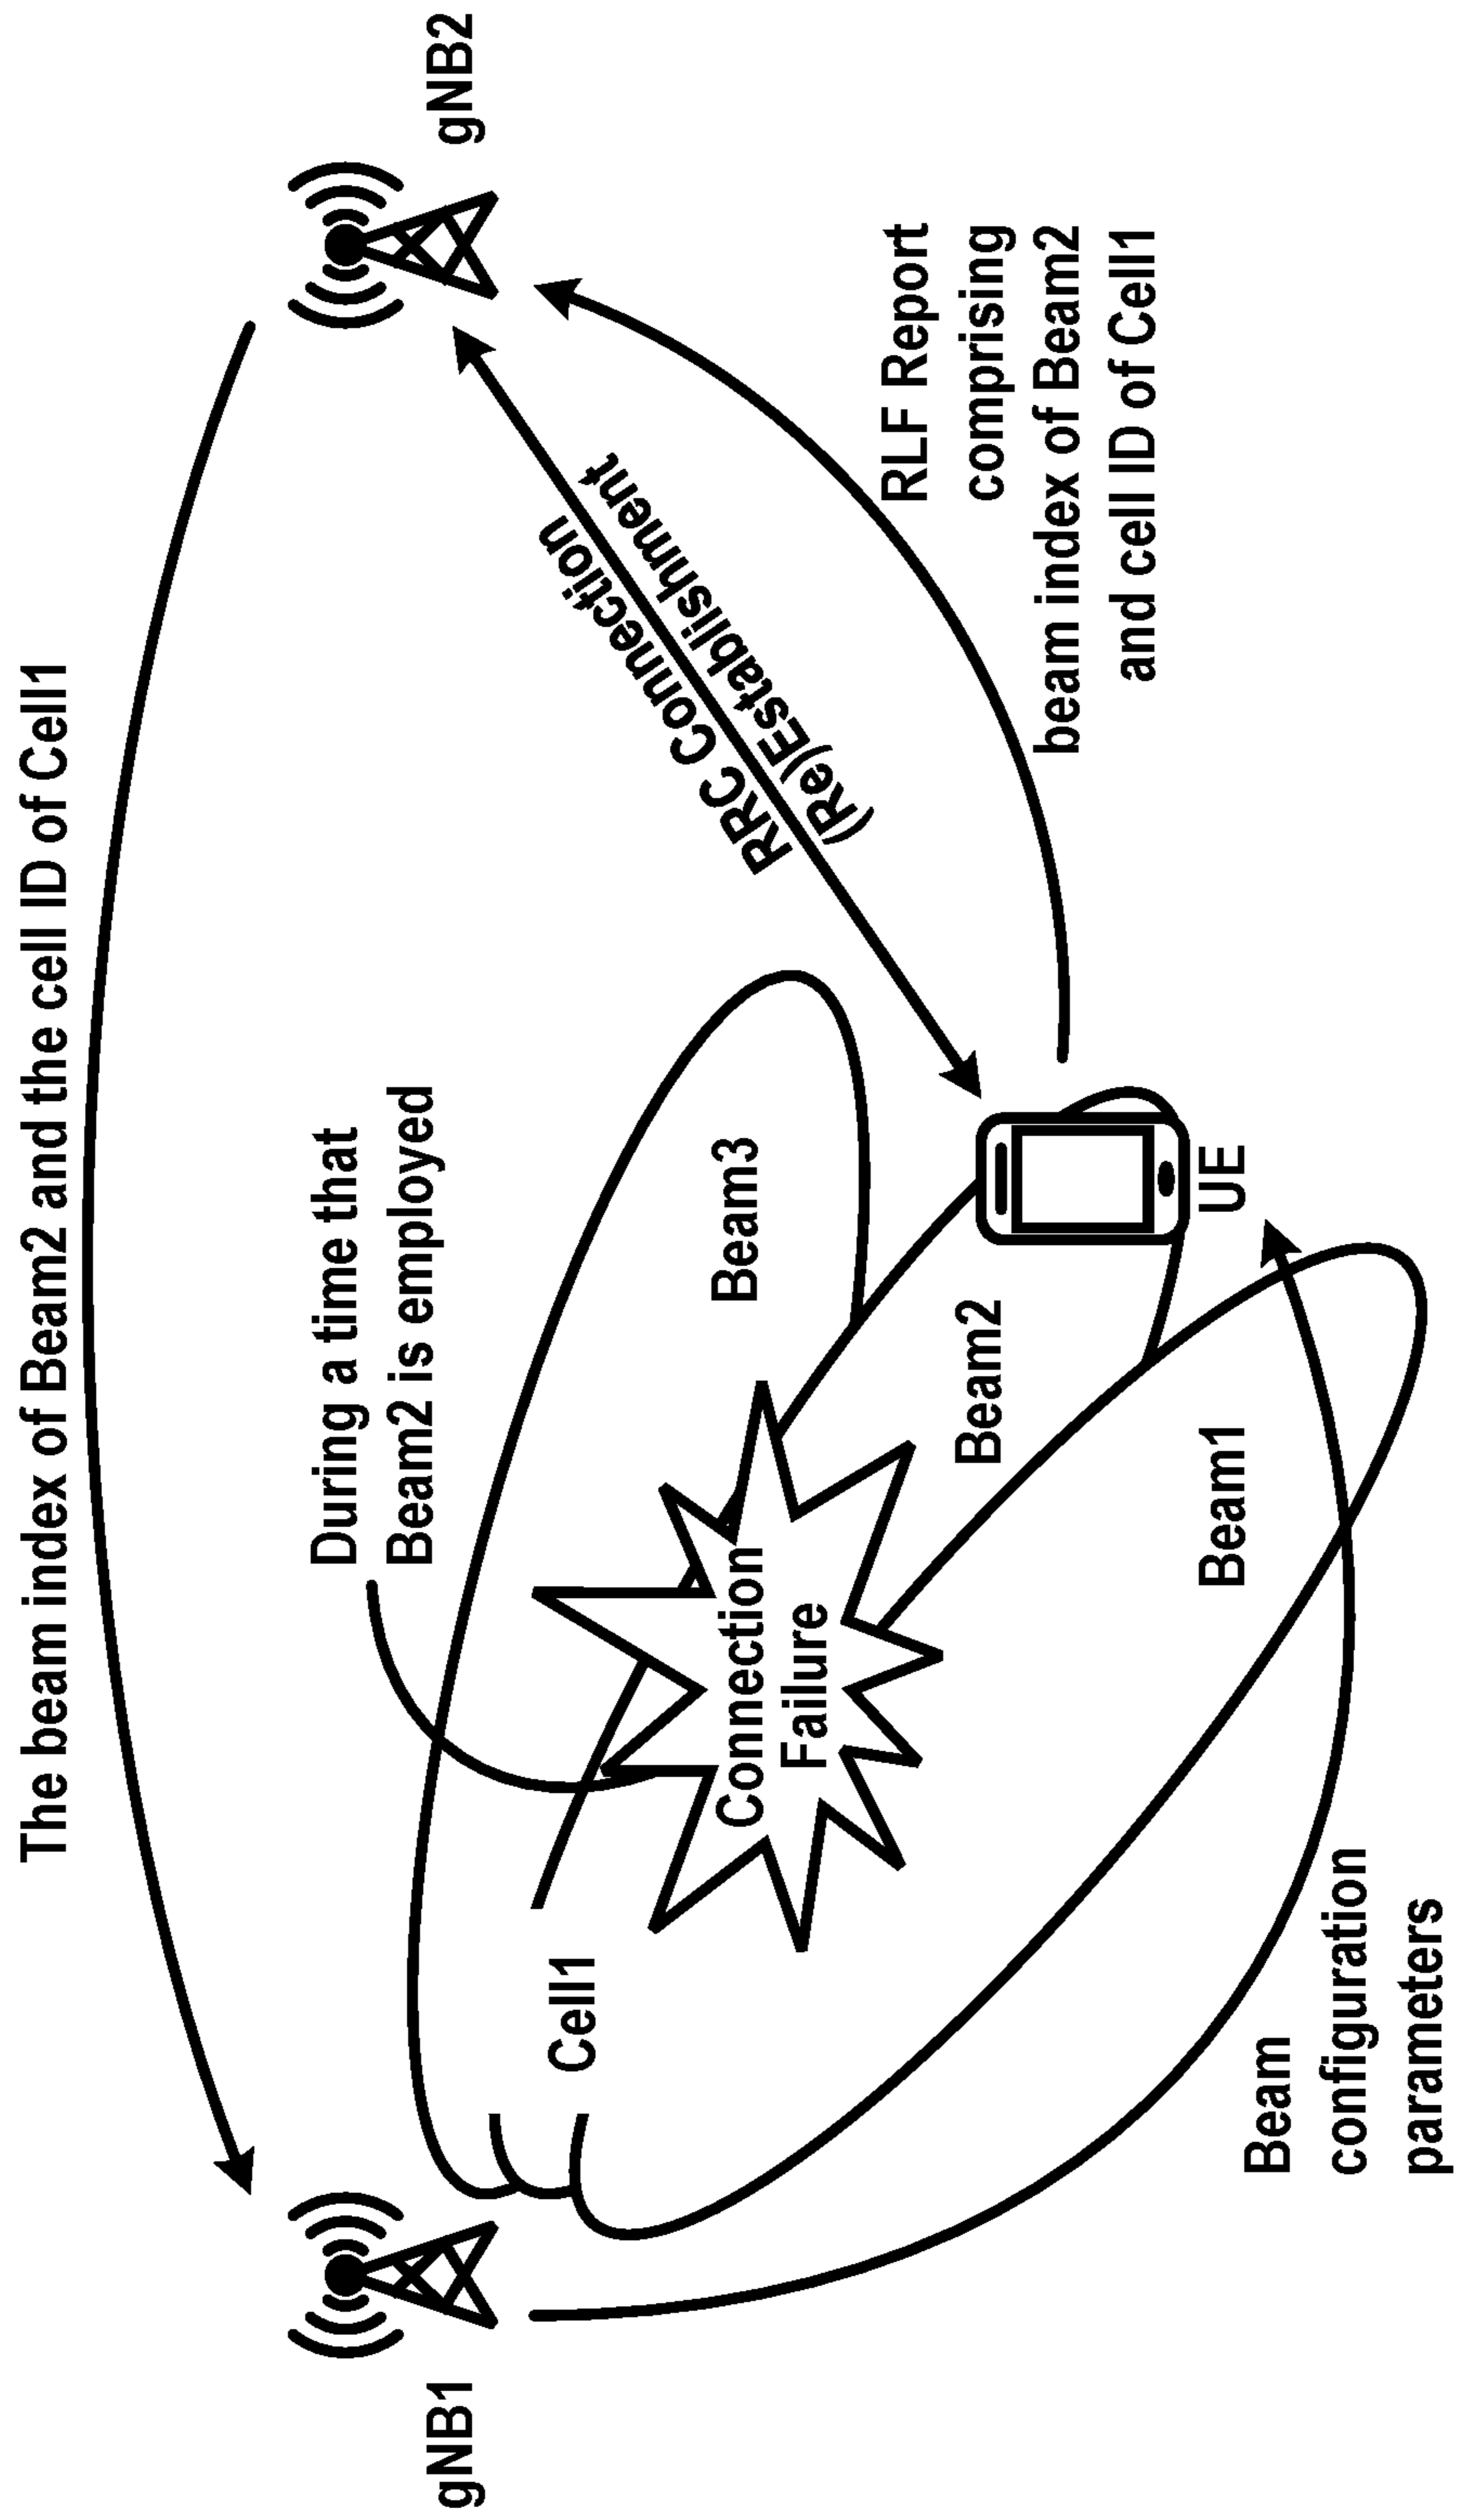 The beam index of Beam2 and the cell ID of Cell1
gNB1
gNB2
During a time that
Beam2 is employed
Cell1
RRC Connection
(Re) Establishment
Connection
Failure
Beam3
RLF Report
comprising
beam index of Beam2
and cell ID of Cell1
Beam2
Beam1
UE
Beam
configuration
parameters